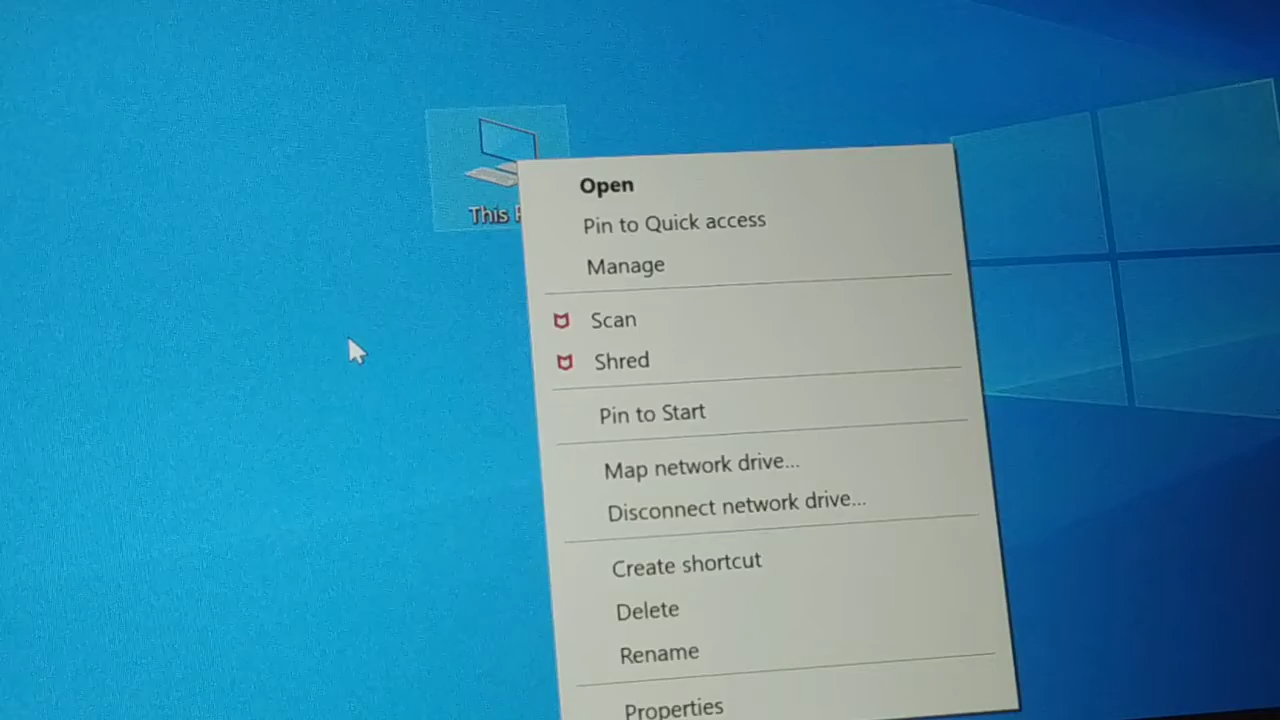 This
Open
Pin to Quick access
Manage
Scan
Shred
Pin to Start
Map network drive...
Disconnect network drive...
Create shortcut
Delete
Rename
Properties